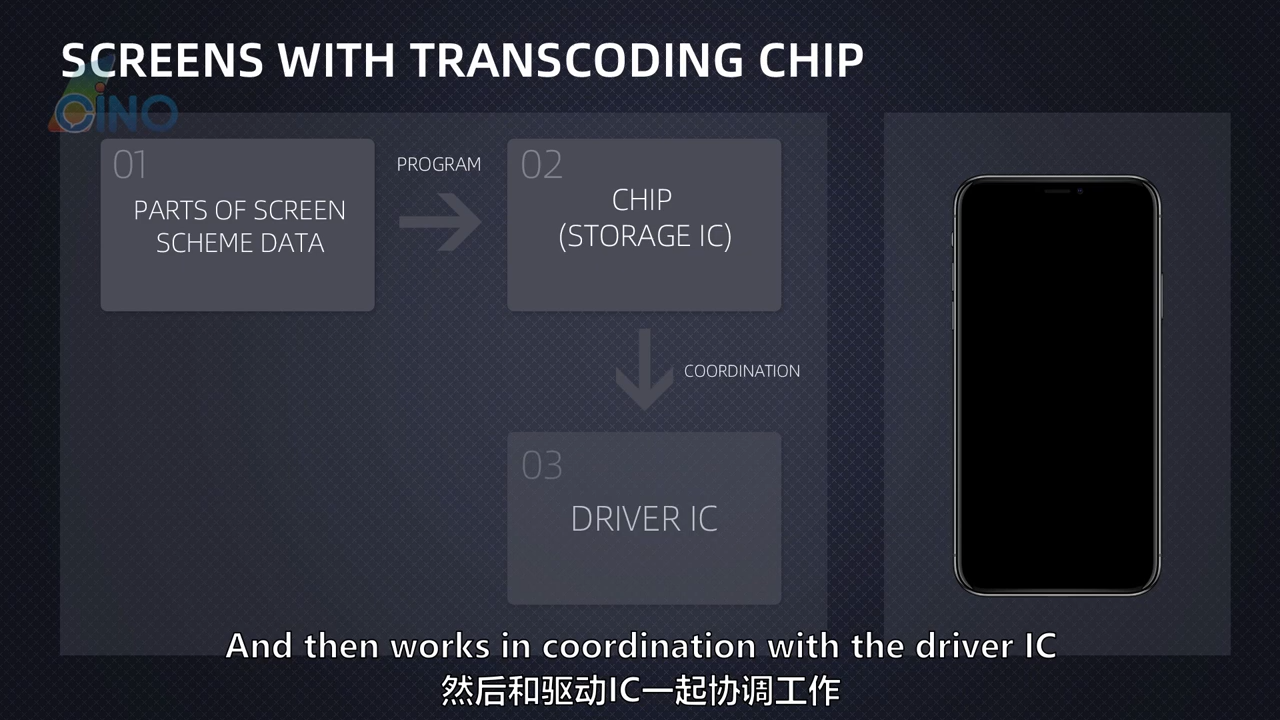 SCREENS WITH TRANSCODING CHIP
CINO
01
PARTS OF SCREEN
SCHEME DATA
PROGRAM
02
CHIP
(STORAGE IC)
COORDINATION
03
DRIVER IC
And then works in coordination with the driver IC
然后和驱动IC一起协调工作